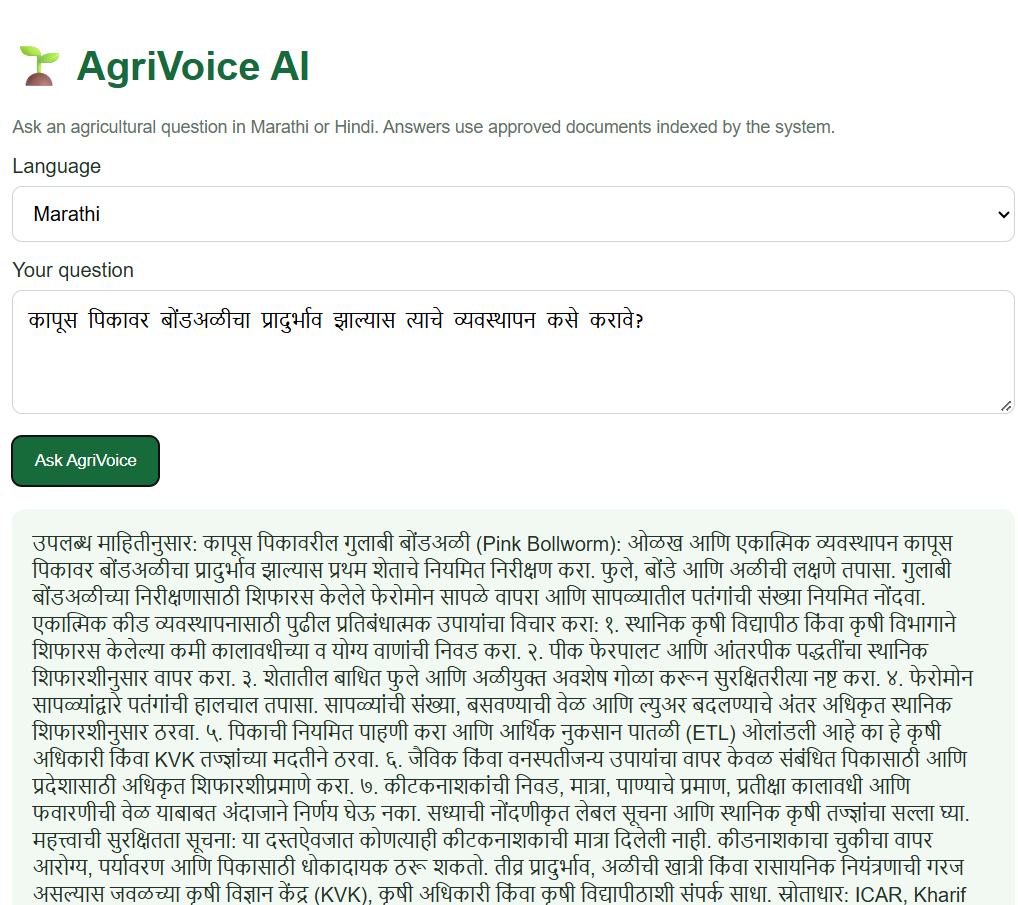 AgriVoice AI
Ask an agricultural question in Marathi or Hindi. Answers use approved documents indexed by the system.
Language
Marathi
Your question
कापूस पिकावर बोंडअळीचा प्रादुर्भाव झाल्यास त्याचे व्यवस्थापन कसे करावे?
Ask AgriVoice
उपलब्ध माहितीनुसार: कापूस पिकावरील गुलाबी बोंडअळी (Pink Bollworm): ओळख आणि एकात्मिक व्यवस्थापन कापूस
पिकावर बोंडअळीचा प्रादुर्भाव झाल्यास प्रथम शेताचे नियमित निरीक्षण करा. फुले, बोंडे आणि अळीची लक्षणे तपासा. गुलाबी
बोंडअळीच्या निरीक्षणासाठी शिफारस केलेले फेरोमोन सापळे वापरा आणि सापळ्यातील पतंगांची संख्या नियमित नोंदवा.
एकात्मिक कीड व्यवस्थापनासाठी पुढील प्रतिबंधात्मक उपायांचा विचार करा: १. स्थानिक कृषी विद्यापीठ किंवा कृषी विभागाने
शिफारस केलेल्या कमी कालावधीच्या व योग्य वाणांची निवड करा. २. पीक फेरपालट आणि आंतरपीक पद्धतींचा स्थानिक
शिफारशीनुसार वापर करा. ३. शेतातील बाधित फुले आणि अळीयुक्त अवशेष गोळा करून सुरक्षितरीत्या नष्ट करा. ४. फेरोमोन
सापळ्यांद्वारे पतंगांची हालचाल तपासा. सापळ्यांची संख्या, बसवण्याची वेळ आणि ल्युअर बदलण्याचे अंतर अधिकृत स्थानिक
शिफारशीनुसार ठरवा. ५. पिकाची नियमित पाहणी करा आणि आर्थिक नुकसान पातळी (ETL) ओलांडली आहे का हे कृषी
अधिकारी किंवा KVK तज्ज्ञांच्या मदतीने ठरवा. ६. जैविक किंवा वनस्पतीजन्य उपायांचा वापर केवळ संबंधित पिकासाठी आणि
प्रदेशासाठी अधिकृत शिफारशीप्रमाणे करा. ७. कीटकनाशकांची निवड, मात्रा, पाण्याचे प्रमाण, प्रतीक्षा कालावधी आणि
फवारणीची वेळ याबाबत अंदाजाने निर्णय घेऊ नका. सध्याची नोंदणीकृत लेबल सूचना आणि स्थानिक कृषी तज्ज्ञांचा सल्ला घ्या.
महत्त्वाची सुरक्षितता सूचना: या दस्तऐवजात कोणत्याही कीटकनाशकाची मात्रा दिलेली नाही. कीडनाशकाचा चुकीचा वापर
आरोग्य, पर्यावरण आणि पिकासाठी धोकादायक ठरू शकतो. तीव्र प्रादुर्भाव, अळीची खात्री किंवा रासायनिक नियंत्रणाची गरज
असल्यास जवळच्या कृषी विज्ञान केंद्र (KVK), कृषी अधिकारी किंवा कृषी विद्यापीठाशी संपर्क साधा. स्रोताधार: ICAR, Kharif